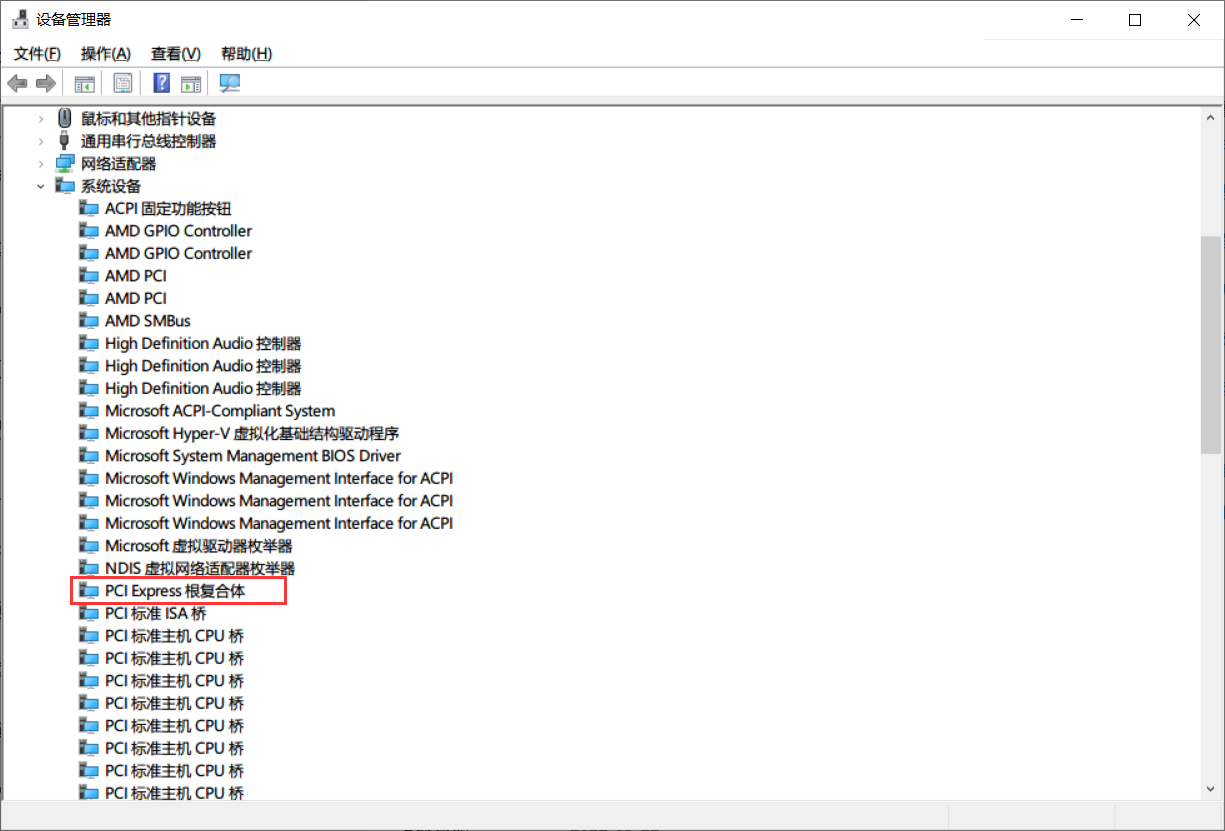 设备管理器
文件(F) 操作(A) 查看(V) 帮助(H)
鼠标和其他指针设备
通用串行总线控制器
网络适配器
系统设备
ACPI 固定功能按钮
AMD GPIO Controller
AMD GPIO Controller
AMD PCI
AMD PCI
AMD SMBus
High Definition Audio 控制器
High Definition Audio 控制器
High Definition Audio 控制器
Microsoft ACPI-Compliant System
Microsoft Hyper-V 虚拟化基础结构驱动程序
Microsoft System Management BIOS Driver
Microsoft Windows Management Interface for ACPI
Microsoft Windows Management Interface for ACPI
Microsoft Windows Management Interface for ACPI
Microsoft 虚拟驱动器枚举器
NDIS 虚拟网络适配器枚举器
PCI Express 根复合体
PCI 标准 ISA 桥
PCI 标准主机 CPU 桥
PCI 标准主机 CPU 桥
PCI 标准主机 CPU 桥
PCI 标准主机 CPU 桥
PCI 标准主机 CPU 桥
PCI 标准主机 CPU 桥
PCI 标准主机 CPU 桥
PCI 标准主机 CPU 桥